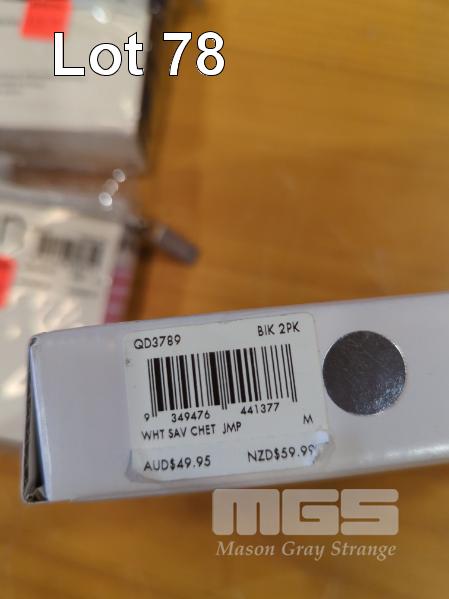 Lot 78
QD3789 BIK 2PK
9 349476 441377
WHT SAV CHET JMP M
AUD$49.95 NZD$59.99
MGS
Mason Gray Strange